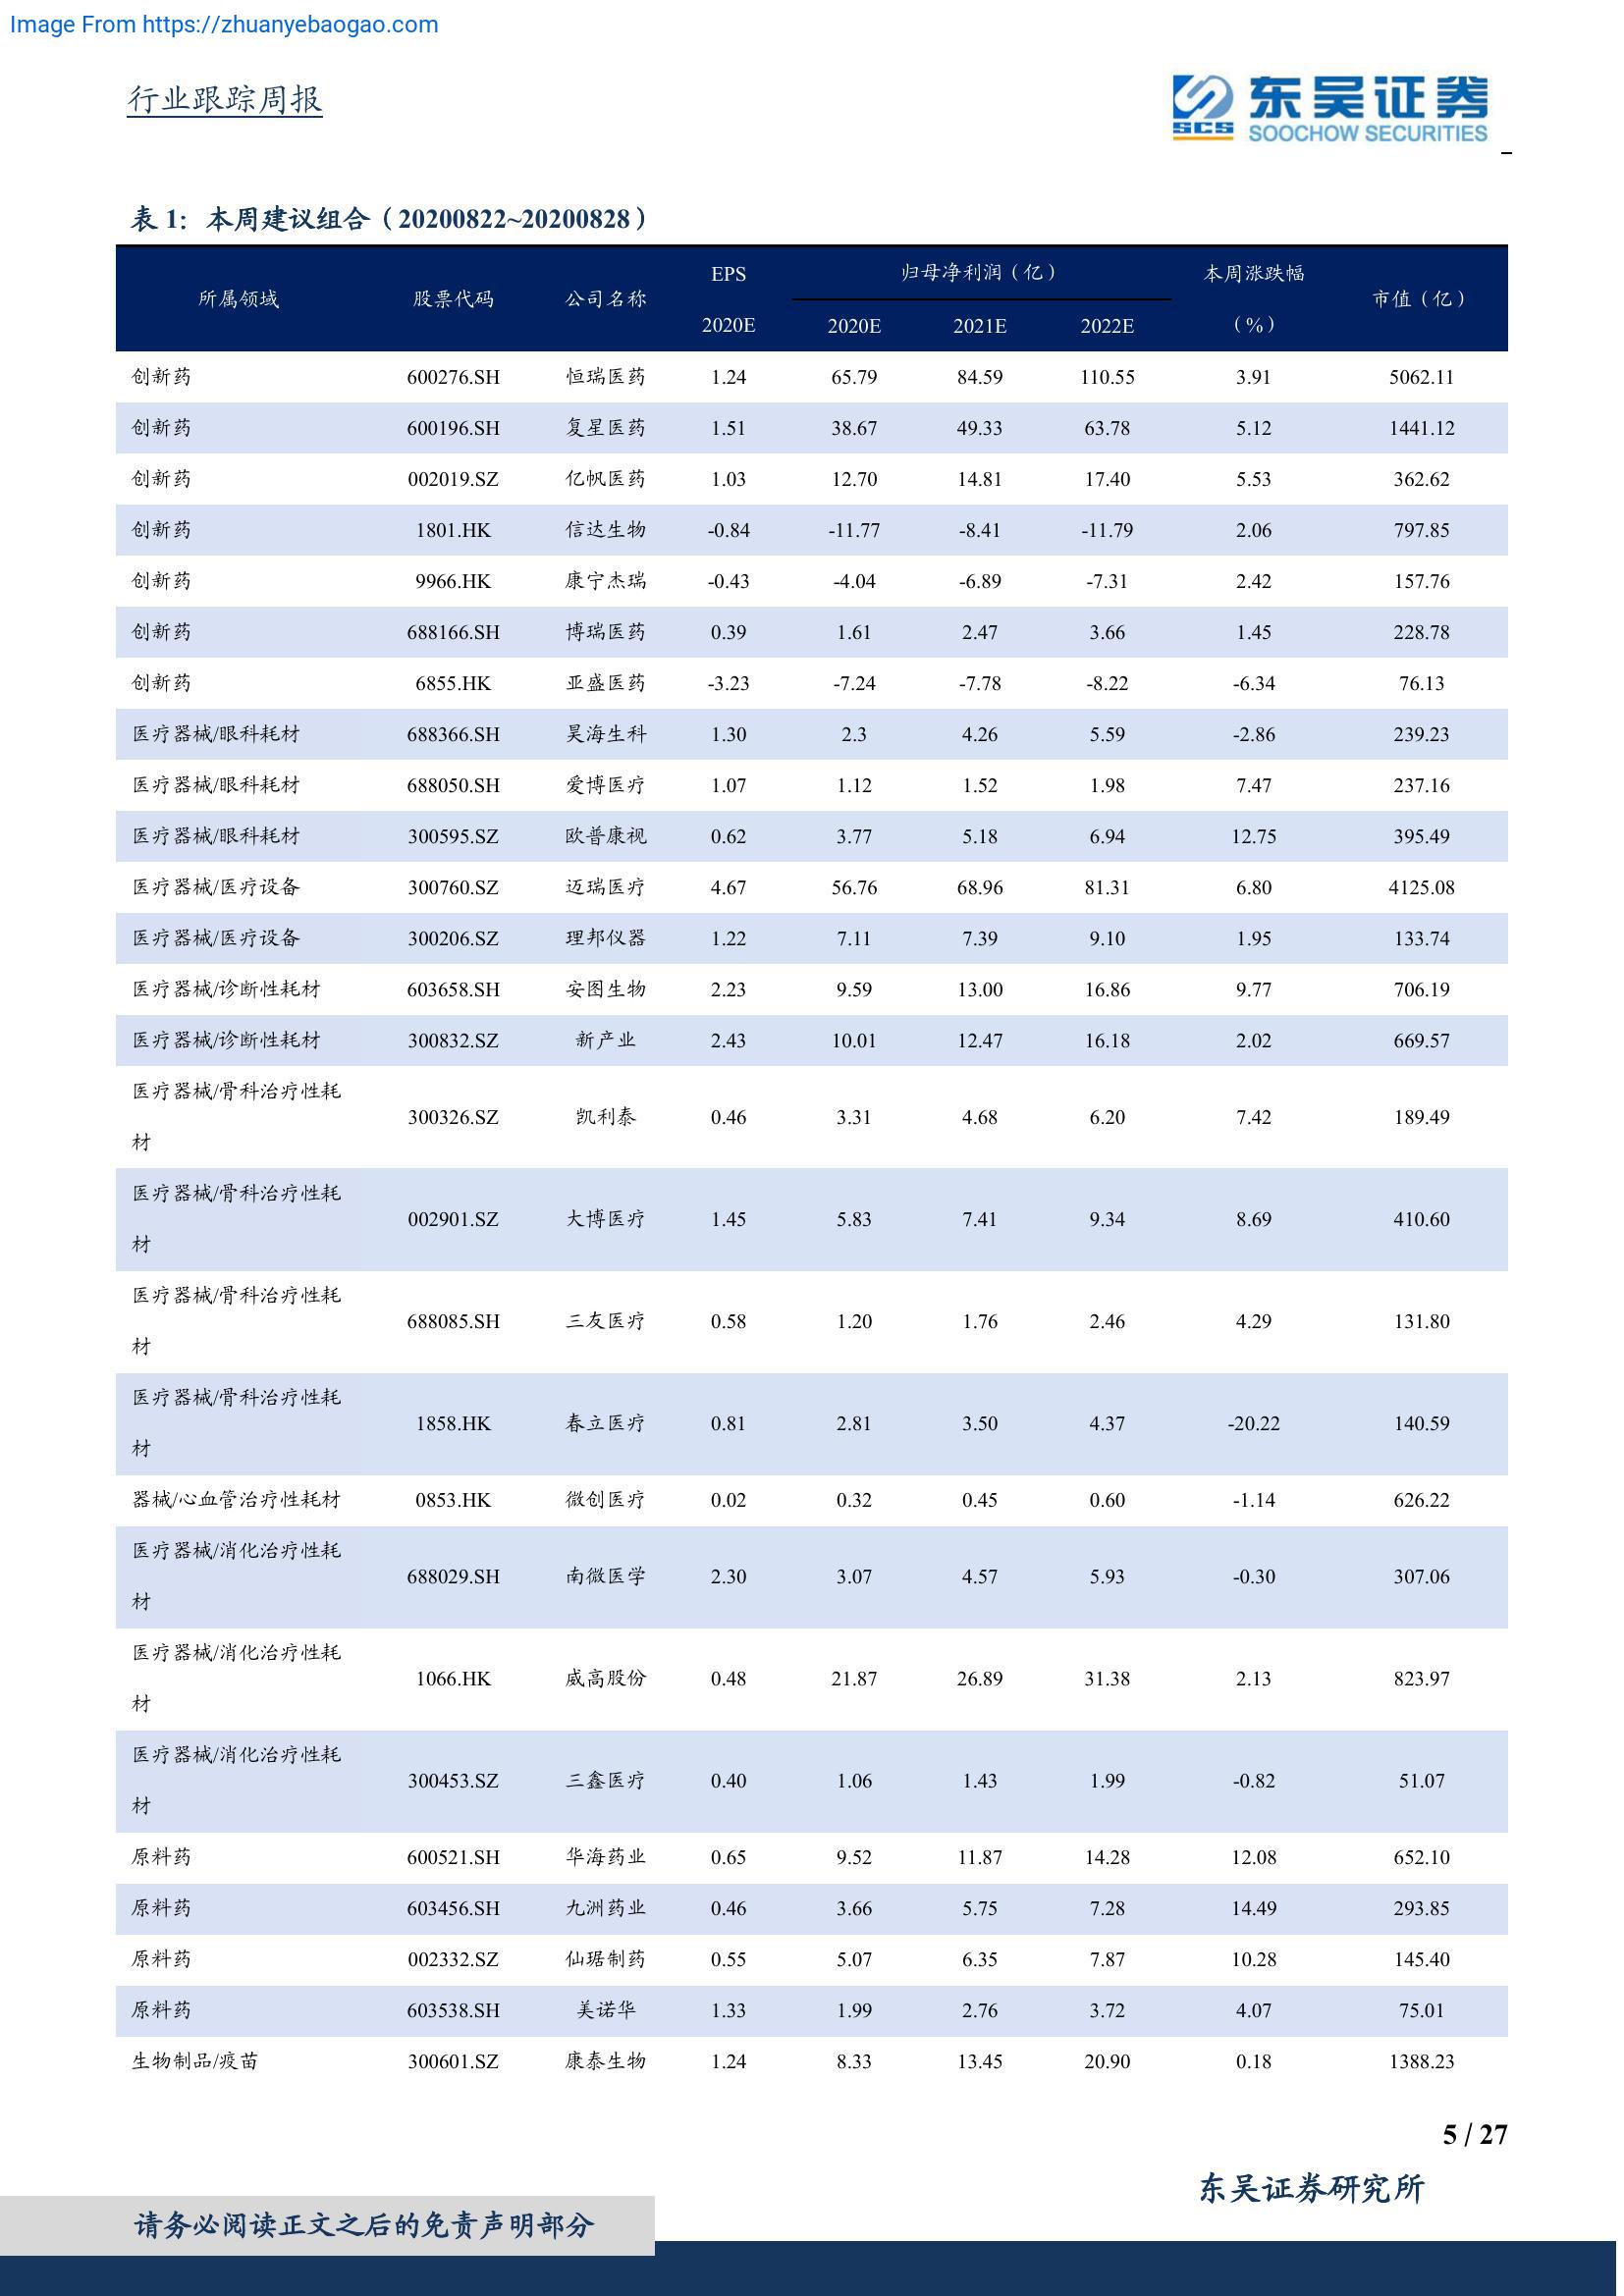 Image From https://zhuanyebaogao.com
行业跟踪周报
SCS 东吴证券
SOOCHOW SECURITIES
表 1: 本周建议组合（20200822~20200828）
所属领域 股票代码 公司名称 EPS 2020E 归母净利润（亿） 2020E 2021E 2022E 本周涨跌幅（%） 市值（亿）
创新药 600276.SH 恒瑞医药 1.24 65.79 84.59 110.55 3.91 5062.11
创新药 600196.SH 复星医药 1.51 38.67 49.33 63.78 5.12 1441.12
创新药 002019.SZ 亿帆医药 1.03 12.70 14.81 17.40 5.53 362.62
创新药 1801.HK 信达生物 -0.84 -11.77 -8.41 -11.79 2.06 797.85
创新药 9966.HK 康宁杰瑞 -0.43 -4.04 -6.89 -7.31 2.42 157.76
创新药 688166.SH 博瑞医药 0.39 1.61 2.47 3.66 1.45 228.78
创新药 6855.HK 亚盛医药 -3.23 -7.24 -7.78 -8.22 -6.34 76.13
医疗器械/眼科耗材 688366.SH 昊海生科 1.30 2.3 4.26 5.59 -2.86 239.23
医疗器械/眼科耗材 688050.SH 爱博医疗 1.07 1.12 1.52 1.98 7.47 237.16
医疗器械/眼科耗材 300595.SZ 欧普康视 0.62 3.77 5.18 6.94 12.75 395.49
医疗器械/医疗设备 300760.SZ 迈瑞医疗 4.67 56.76 68.96 81.31 6.80 4125.08
医疗器械/医疗设备 300206.SZ 理邦仪器 1.22 7.11 7.39 9.10 1.95 133.74
医疗器械/诊断性耗材 603658.SH 安图生物 2.23 9.59 13.00 16.86 9.77 706.19
医疗器械/诊断性耗材 300832.SZ 新产业 2.43 10.01 12.47 16.18 2.02 669.57
医疗器械/骨科治疗性耗材 300326.SZ 凯利泰 0.46 3.31 4.68 6.20 7.42 189.49
医疗器械/骨科治疗性耗材 002901.SZ 大博医疗 1.45 5.83 7.41 9.34 8.69 410.60
医疗器械/骨科治疗性耗材 688085.SH 三友医疗 0.58 1.20 1.76 2.46 4.29 131.80
医疗器械/骨科治疗性耗材 1858.HK 春立医疗 0.81 2.81 3.50 4.37 -20.22 140.59
器械/心血管治疗性耗材 0853.HK 微创医疗 0.02 0.32 0.45 0.60 -1.14 626.22
医疗器械/消化治疗性耗材 688029.SH 南微医学 2.30 3.07 4.57 5.93 -0.30 307.06
医疗器械/消化治疗性耗材 1066.HK 威高股份 0.48 21.87 26.89 31.38 2.13 823.97
医疗器械/消化治疗性耗材 300453.SZ 三鑫医疗 0.40 1.06 1.43 1.99 -0.82 51.07
原料药 600521.SH 华海药业 0.65 9.52 11.87 14.28 12.08 652.10
原料药 603456.SH 九洲药业 0.46 3.66 5.75 7.28 14.49 293.85
原料药 002332.SZ 仙琚制药 0.55 5.07 6.35 7.87 10.28 145.40
原料药 603538.SH 美诺华 1.33 1.99 2.76 3.72 4.07 75.01
生物制品/疫苗 300601.SZ 康泰生物 1.24 8.33 13.45 20.90 0.18 1388.23
5 / 27
东吴证券研究所
请务必阅读正文之后的免责声明部分